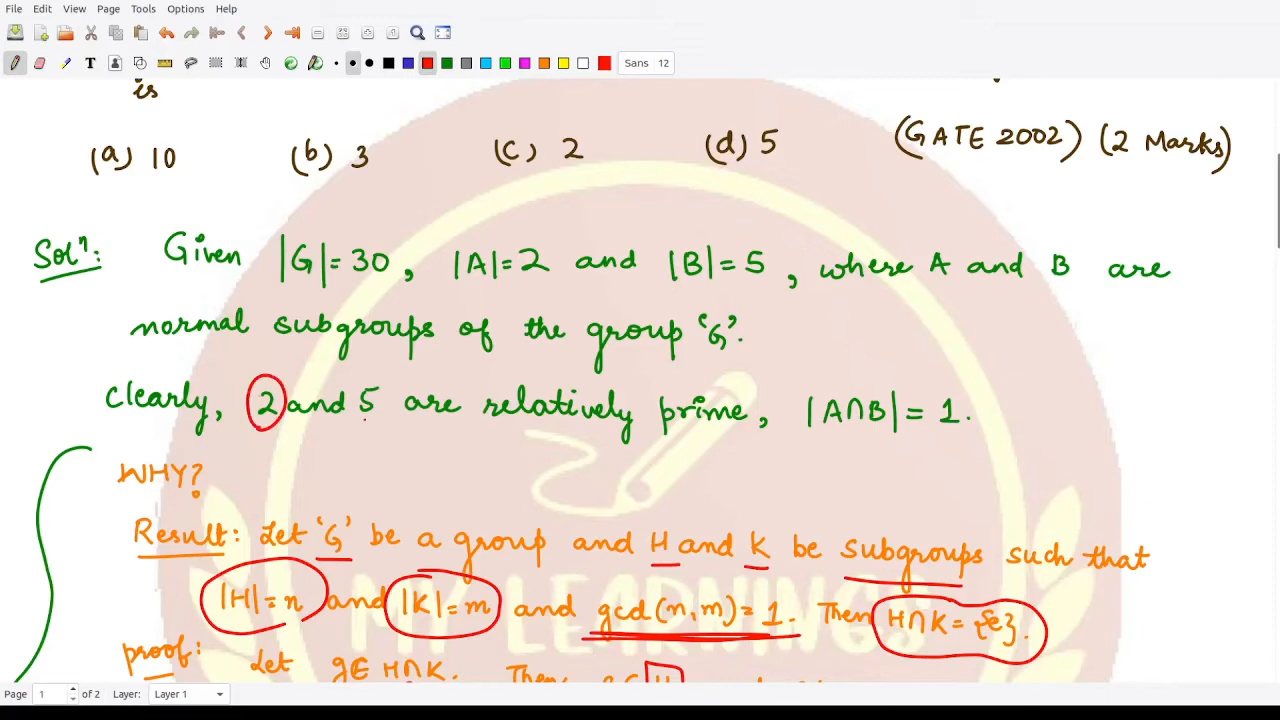 File Edit View Page Tools Options Help
Sans 12
is
(a) 10 (b) 3 (c) 2 (d) 5 (GATE 2002) (2 Marks)
Solⁿ: Given |G|=30, |A|=2 and |B|=5, where A and B are
normal subgroups of the group 'G'.
Clearly, 2 and 5 are relatively prime, |A∩B| = 1.
WHY?
Result: Let 'G' be a group and H and K be subgroups such that
|H|=n and |K|=m and gcd(n,m)=1. Then H∩K={e}.
proof: Let g∈ H∩K. Then
MY LEARNINGS
Page 1 of 2 Layer: Layer 1